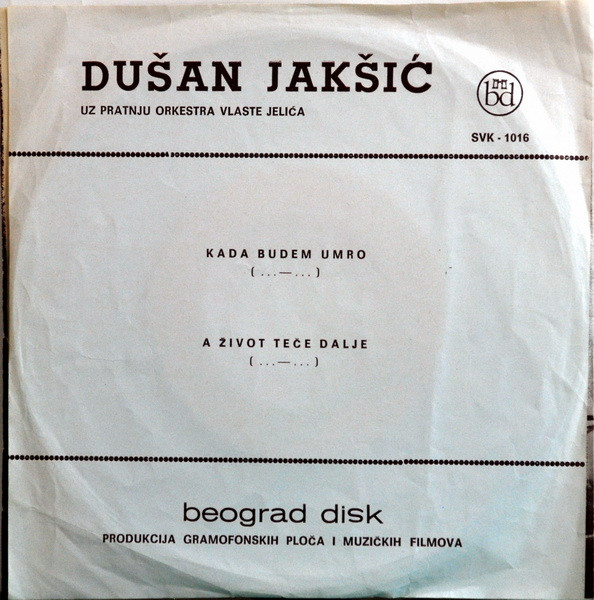 DUŠAN JAKŠIĆ
UZ PRATNJU ORKESTRA VLASTE JELIĆA
bd
SVK - 1016
KADA BUDEM UMRO
( ...—... )
A ŽIVOT TEČE DALJE
( ...—... )
beograd disk
PRODUKCIJA GRAMOFONSKIH PLOČA I MUZIČKIH FILMOVA